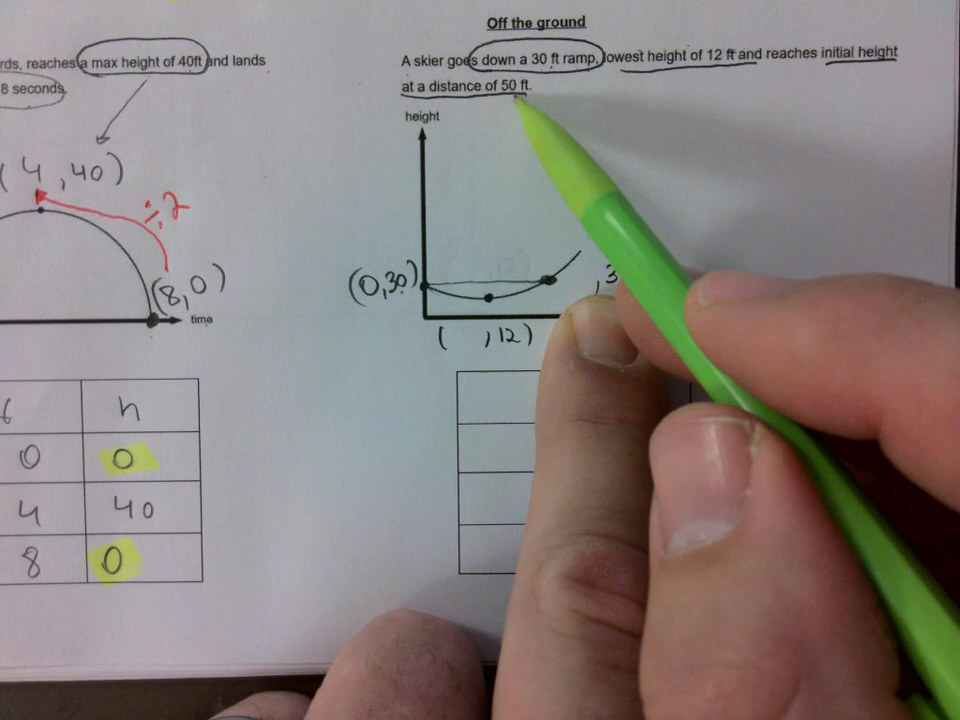 Off the ground
rds, reaches a max height of 40ft and lands
8 seconds.
A skier goes down a 30 ft ramp, lowest height of 12 ft and reaches initial height
at a distance of 50 ft.
height
( 4 , 40 )
÷2
(8,0)
time
(0,30)
, 3
( , 12 )
t h
0 0
4 40
8 0